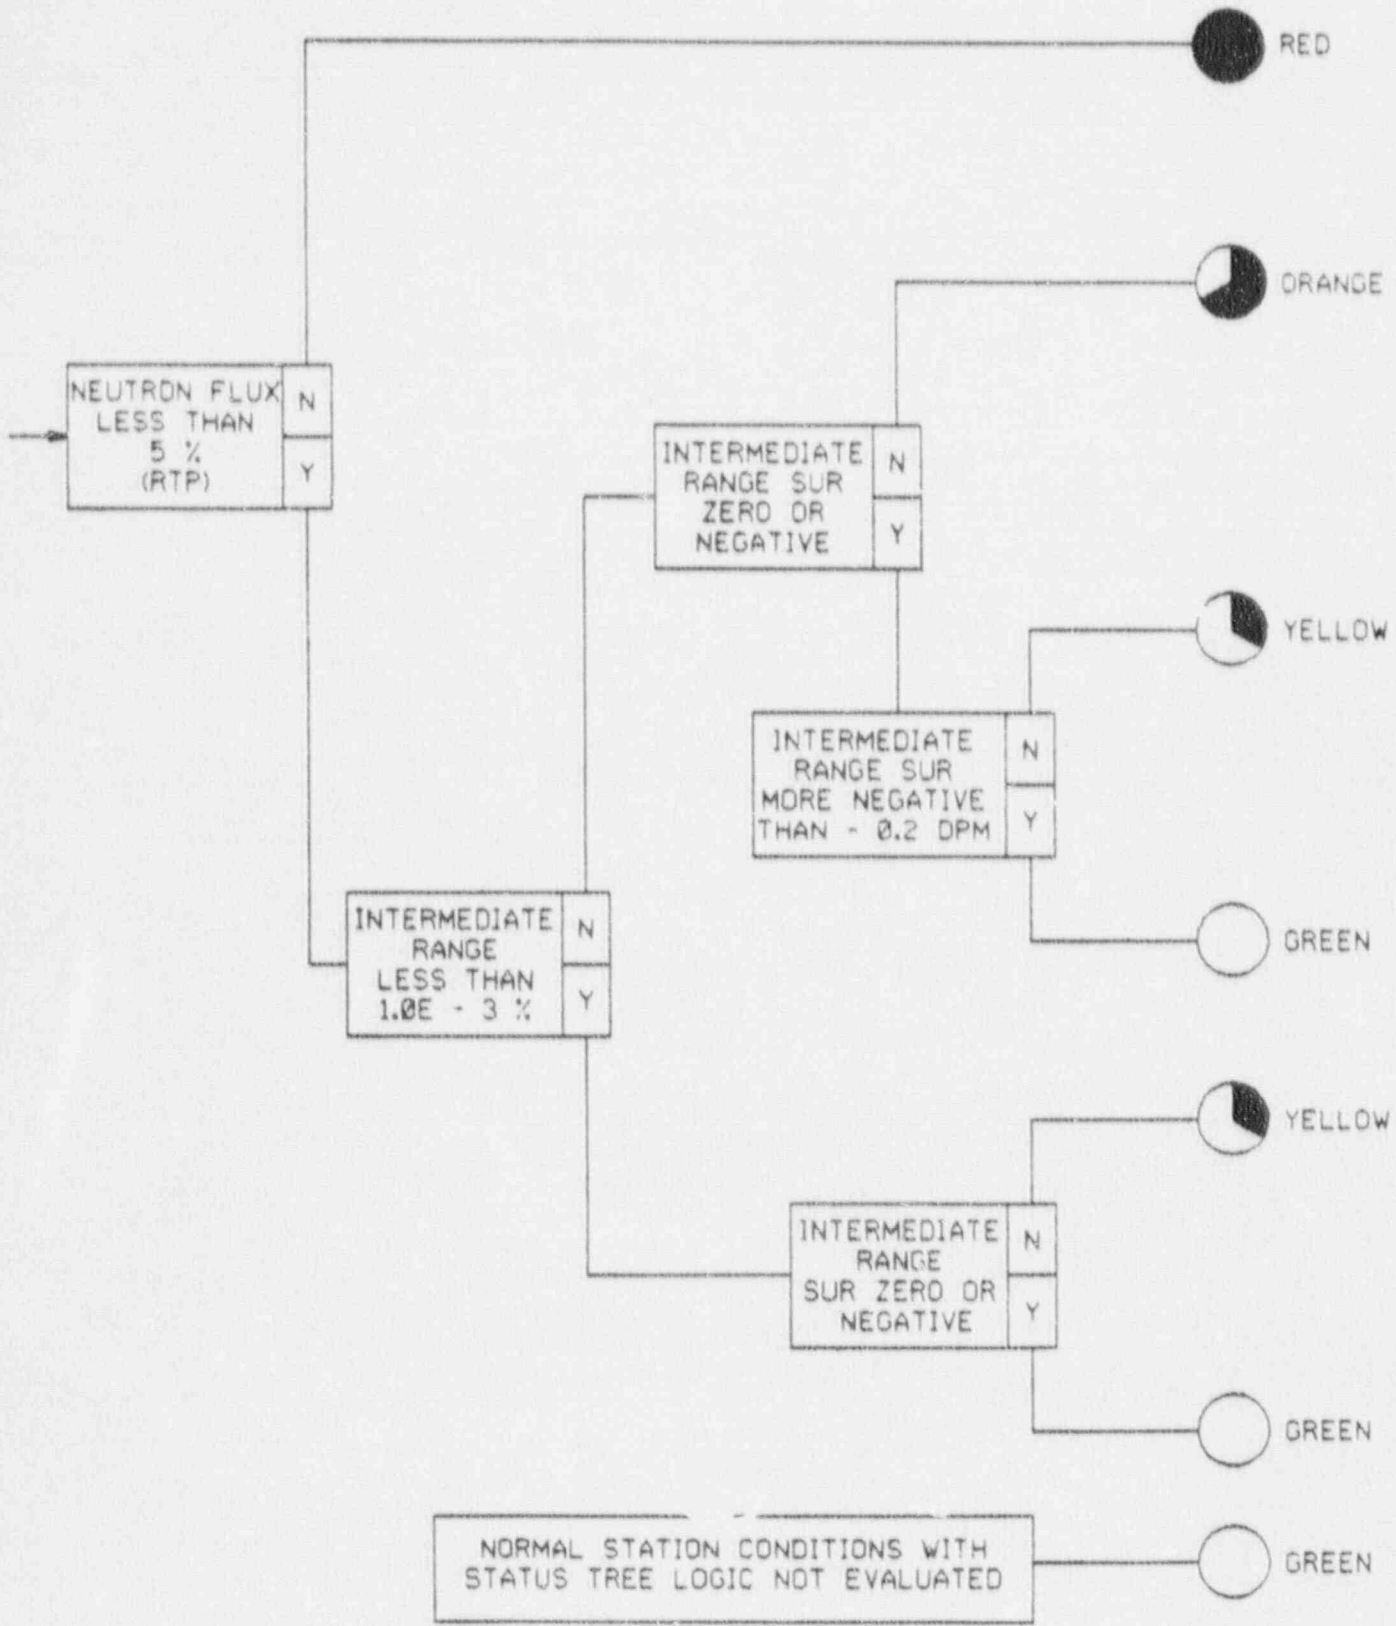 RED
ORANGE
NEUTRON FLUX
LESS THAN
5 %
(RTP)
N
Y
INTERMEDIATE
RANGE SUR
ZERO OR
NEGATIVE
N
Y
YELLOW
INTERMEDIATE
RANGE SUR
MORE NEGATIVE
THAN - 0.2 DPM
N
Y
GREEN
INTERMEDIATE
RANGE
LESS THAN
1.0E - 3 %
N
Y
YELLOW
INTERMEDIATE
RANGE
SUR ZERO OR
NEGATIVE
N
Y
GREEN
NORMAL STATION CONDITIONS WITH
STATUS TREE LOGIC NOT EVALUATED
GREEN